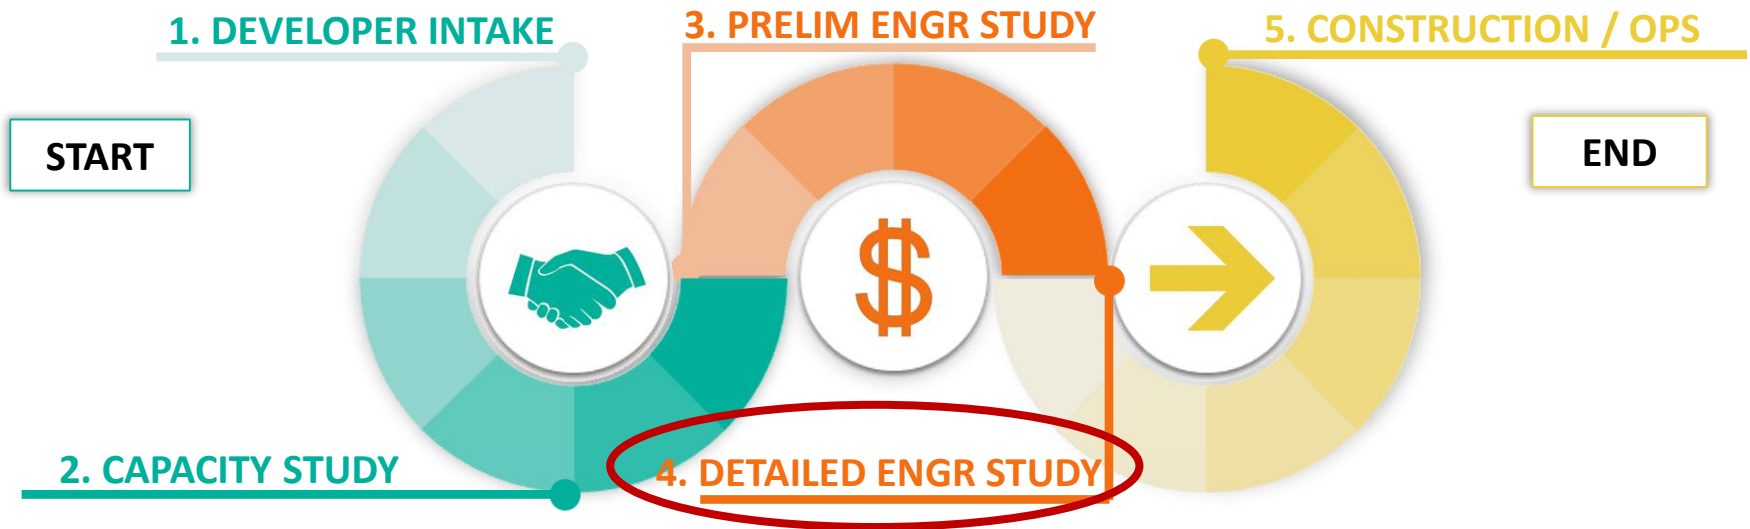 1. DEVELOPER INTAKE
3. PRELIM ENGR STUDY
5. CONSTRUCTION / OPS
START
END
$
2. CAPACITY STUDY
4. DETAILED ENGR STUDY